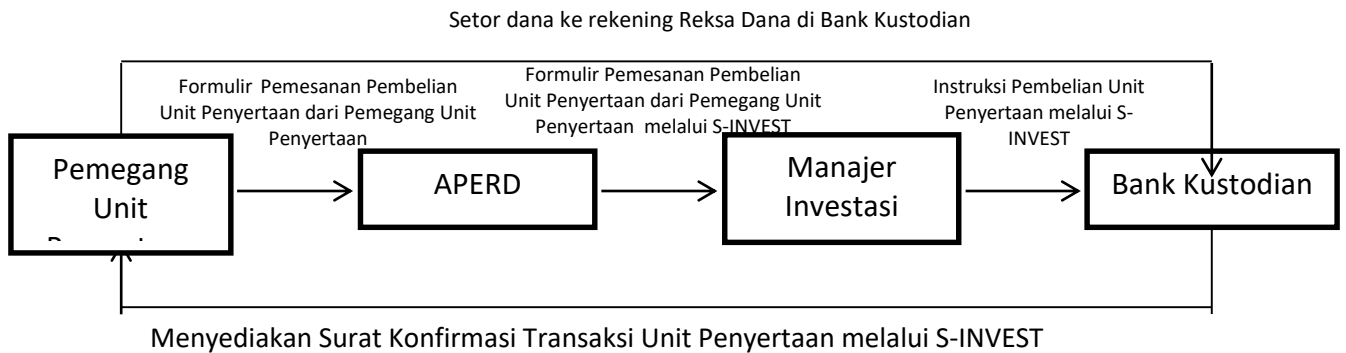 Setor dana ke rekening Reksa Dana di Bank Kustodian
Formulir Pemesanan Pembelian
Unit Penyertaan dari Pemegang Unit
Penyertaan
Formulir Pemesanan Pembelian
Unit Penyertaan dari Pemegang Unit
Penyertaan melalui S-INVEST
Instruksi Pembelian Unit
Penyertaan melalui S-
INVEST
Pemegang
Unit
APERD
Manajer
Investasi
Bank Kustodian
Menyediakan Surat Konfirmasi Transaksi Unit Penyertaan melalui S-INVEST